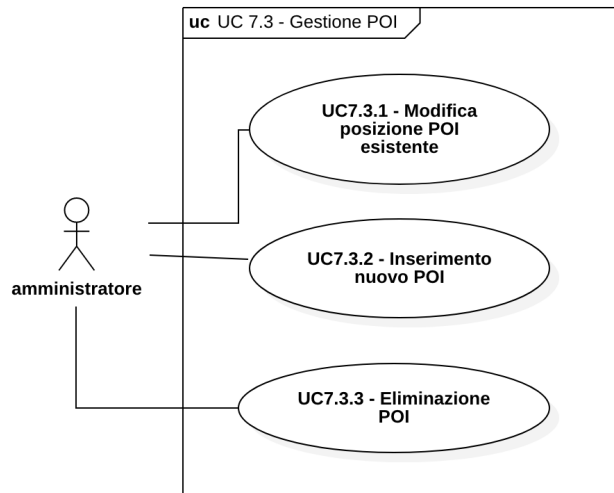 uc UC 7.3 - Gestione POI
UC7.3.1 - Modifica
posizione POI
esistente
UC7.3.2 - Inserimento
nuovo POI
amministratore
UC7.3.3 - Eliminazione
POI